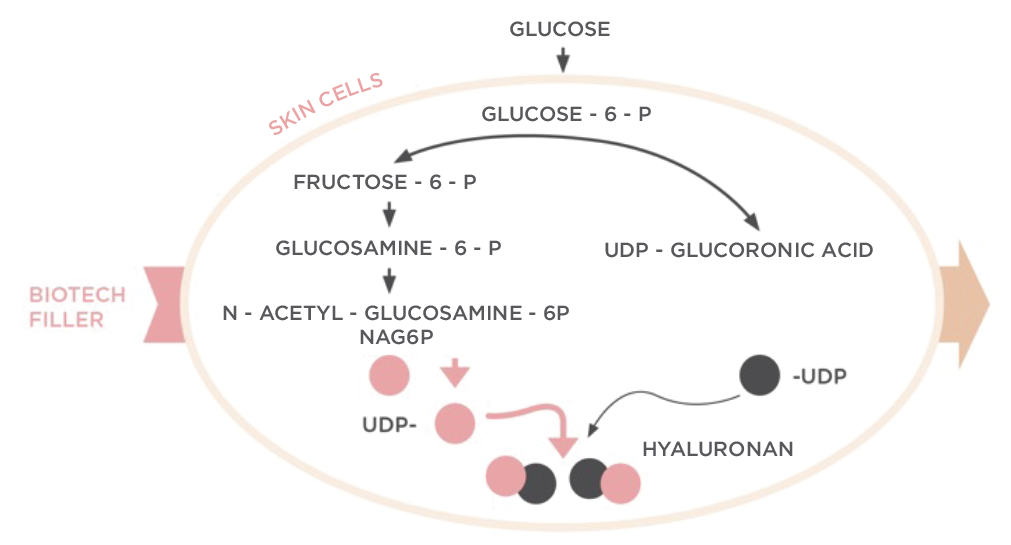 GLUCOSE
SKIN CELLS
GLUCOSE - 6 - P
FRUCTOSE - 6 - P
GLUCOSAMINE - 6 - P
UDP - GLUCORONIC ACID
BIOTECH
FILLER
N - ACETYL - GLUCOSAMINE - 6P
NAG6P
-UDP
UDP-
HYALURONAN